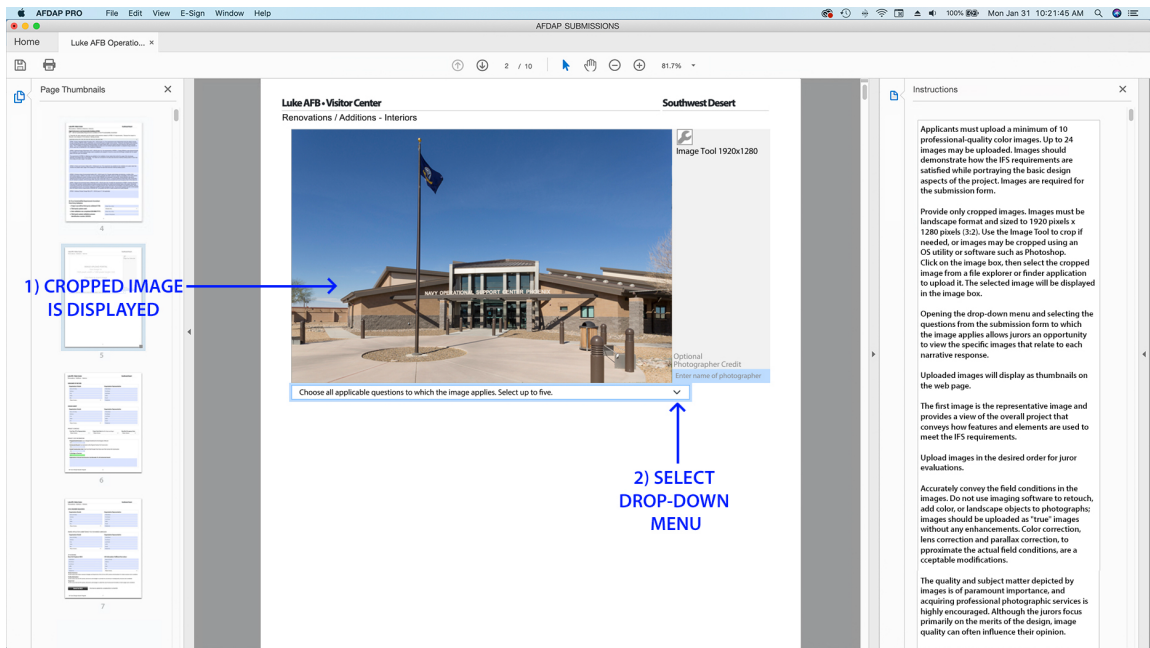 AFDAP PRO File Edit View E-Sign Window Help
100% Mon Jan 31 10:21:45 AM
AFDAP SUBMISSIONS
Home Luke AFB Operatio... ×
2 / 10 81.7%
Page Thumbnails
4
5
6
7
1) CROPPED IMAGE
IS DISPLAYED
Luke AFB • Visitor Center Southwest Desert
Renovations / Additions - Interiors
Image Tool 1920x1280
NAVY OPERATIONAL SUPPORT CENTER PHOENIX
Optional
Photographer Credit
Enter name of photographer
Choose all applicable questions to which the image applies. Select up to five.
2) SELECT
DROP-DOWN
MENU
Instructions
Applicants must upload a minimum of 10
professional-quality color images. Up to 24
images may be uploaded. Images should
demonstrate how the IFS requirements are
satisfied while portraying the basic design
aspects of the project. Images are required for
the submission form.
Provide only cropped images. Images must be
landscape format and sized to 1920 pixels x
1280 pixels (3:2). Use the Image Tool to crop if
needed, or images may be cropped using an
OS utility or software such as Photoshop.
Click on the image box, then select the cropped
image from a file explorer or finder application
to upload it. The selected image will be displayed
in the image box.
Opening the drop-down menu and selecting the
questions from the submission form to which
the image applies allows jurors an opportunity
to view the specific images that relate to each
narrative response.
Uploaded images will display as thumbnails on
the web page.
The first image is the representative image and
provides a view of the overall project that
conveys how features and elements are used to
meet the IFS requirements.
Upload images in the desired order for juror
evaluations.
Accurately convey the field conditions in the
images. Do not use imaging software to retouch,
add color, or landscape objects to photographs;
images should be uploaded as "true" images
without any enhancements. Color correction,
lens correction and parallax correction, to
pproximate the actual field conditions, are a
cceptable modifications.
The quality and subject matter depicted by
images is of paramount importance, and
acquiring professional photographic services is
highly encouraged. Although the jurors focus
primarily on the merits of the design, image
quality can often influence their opinion.